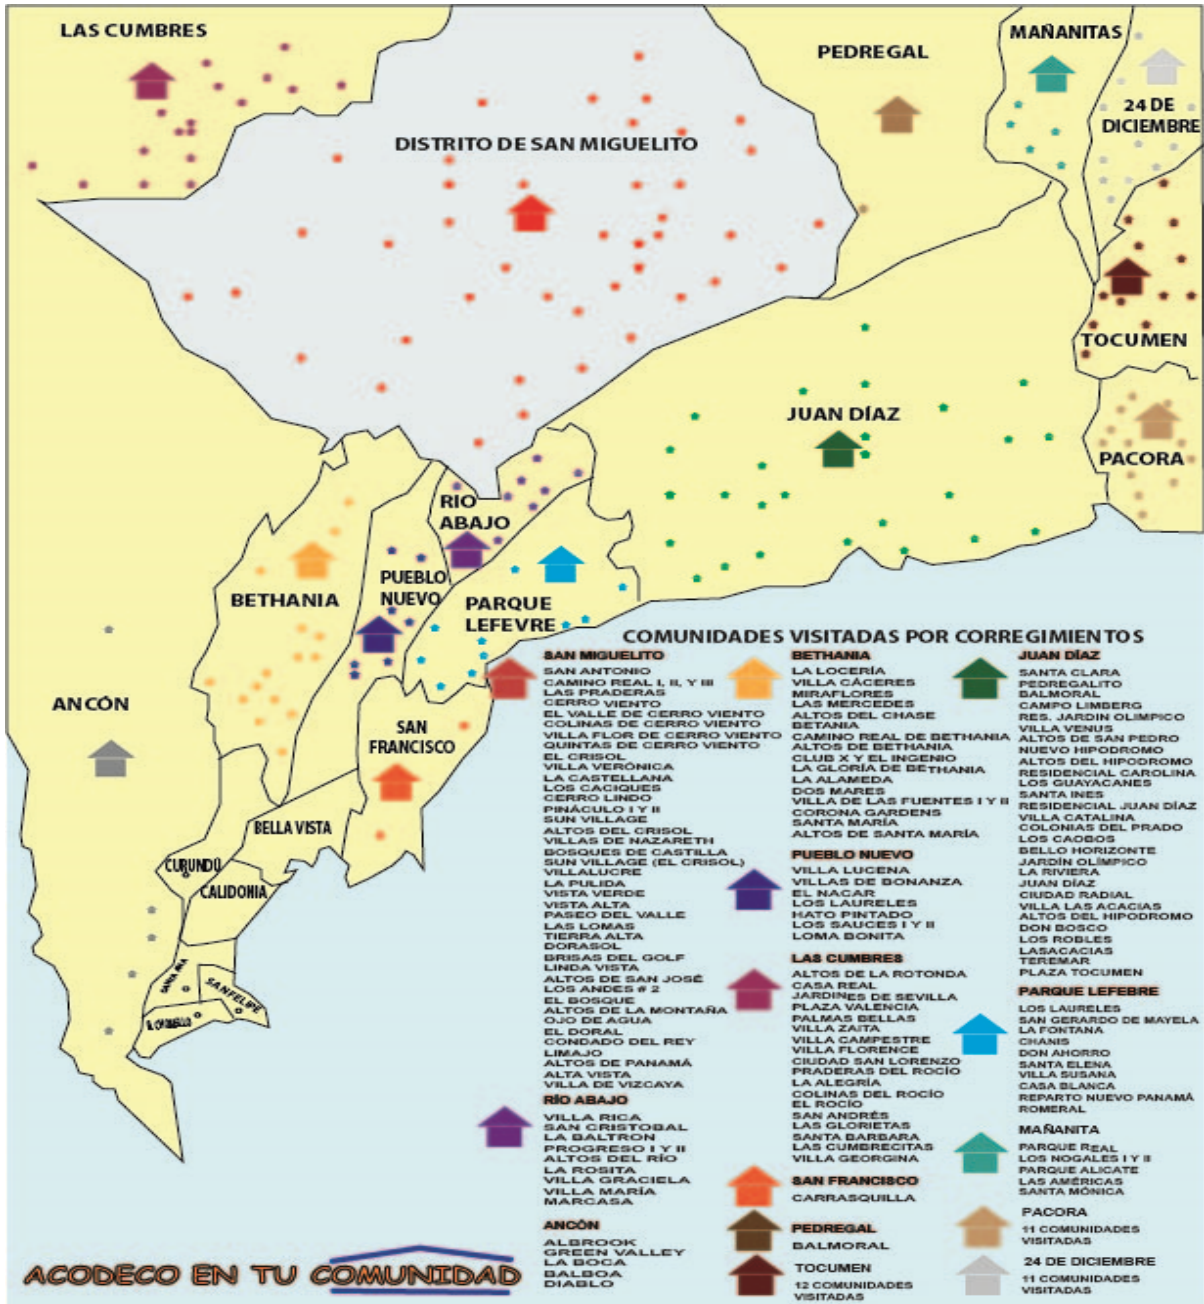 LAS CUMBRES
MAÑANITAS
PEDREGAL
24 DE
DICIEMBRE
DISTRITO DE SAN MIGUELITO
TOCUMEN
JUAN DÍAZ
PACORA
RIO
ABAJO
PUEBLO
NUEVO
BETHANIA
PARQUE
LEFEVRE
ANCÓN
SAN
FRANCISCO
BELLA VISTA
CURUNDÚ
CALIDONIA
SANTA ANA
SAN FELIPE
EL CHORRILLO
COMUNIDADES VISITADAS POR CORREGIMIENTOS
SAN MIGUELITO
SAN ANTONIO
CAMINO REAL I, II, Y III
LAS PRADERAS
CERRO VIENTO
EL VALLE DE CERRO VIENTO
COLINAS DE CERRO VIENTO
VILLA FLOR DE CERRO VIENTO
QUINTAS DE CERRO VIENTO
EL CRISOL
VILLA VERÓNICA
LA CASTELLANA
LOS CACIQUES
CERRO LINDO
PINÁCULO I Y II
SUN VILLAGE
ALTOS DEL CRISOL
VILLAS DE NAZARETH
BOSQUES DE CASTILLA
SUN VILLAGE (EL CRISOL)
VILLALUCRE
LA PULIDA
VISTA VERDE
VISTA ALTA
PASEO DEL VALLE
LAS LOMAS
TIERRA ALTA
DORASOL
BRISAS DEL GOLF
LINDA VISTA
ALTOS DE SAN JOSÉ
LOS ANDES # 2
EL BOSQUE
ALTOS DE LA MONTAÑA
OJO DE AGUA
EL DORAL
CONDADO DEL REY
LIMAJO
ALTOS DE PANAMÁ
ALTA VISTA
VILLA DE VIZCAYA
RÍO ABAJO
VILLA RICA
SAN CRISTOBAL
LA BALTRON
PROGRESO I Y II
ALTOS DEL RÍO
LA ROSITA
VILLA GRACIELA
VILLA MARÍA
MARCASA
ANCÓN
ALBROOK
GREEN VALLEY
LA BOCA
BALBOA
DIABLO
BETHANIA
LA LOCERÍA
VILLA CÁCERES
MIRAFLORES
LAS MERCEDES
ALTOS DEL CHASE
BETANIA
CAMINO REAL DE BETHANIA
ALTOS DE BETHANIA
CLUB X Y EL INGENIO
LA GLORÍA DE BETHANIA
LA ALAMEDA
DOS MARES
VILLA DE LAS FUENTES I Y II
CORONA GARDENS
SANTA MARÍA
ALTOS DE SANTA MARÍA
PUEBLO NUEVO
VILLA LUCENA
VILLAS DE BONANZA
EL NACAR
LOS LAURELES
HATO PINTADO
LOS SAUCES I Y II
LOMA BONITA
LAS CUMBRES
ALTOS DE LA ROTONDA
CASA REAL
JARDINES DE SEVILLA
PLAZA VALENCIA
PALMAS BELLAS
VILLA ZAITA
VILLA CAMPESTRE
VILLA FLORENCE
CIUDAD SAN LORENZO
PRADERAS DEL ROCÍO
LA ALEGRÍA
COLINAS DEL ROCÍO
EL ROCÍO
SAN ANDRÉS
LAS GLORIETAS
SANTA BARBARA
LAS CUMBRECITAS
VILLA GEORGINA
SAN FRANCISCO
CARRASQUILLA
PEDREGAL
BALMORAL
TOCUMEN
12 COMUNIDADES
VISITADAS
JUAN DÍAZ
SANTA CLARA
PEDREGALITO
BALMORAL
CAMPO LIMBERG
RES. JARDIN OLIMPICO
VILLA VENUS
ALTOS DE SAN PEDRO
NUEVO HIPODROMO
ALTOS DEL HIPODROMO
RESIDENCIAL CAROLINA
LOS GUAYACANES
SANTA INES
RESIDENCIAL JUAN DÍAZ
VILLA CATALINA
COLONIAS DEL PRADO
LOS CAOBOS
BELLO HORIZONTE
JARDÍN OLÍMPICO
LA RIVIERA
JUAN DÍAZ
CIUDAD RADIAL
VILLA LAS ACACIAS
ALTOS DEL HIPODROMO
DON BOSCO
LOS ROBLES
LASACACIAS
TEREMAR
PLAZA TOCUMEN
PARQUE LEFEBRE
LOS LAURELES
SAN GERARDO DE MAYELA
LA FONTANA
CHANIS
DON AHORRO
SANTA ELENA
VILLA SUSANA
CASA BLANCA
REPARTO NUEVO PANAMÁ
ROMERAL
MAÑANITA
PARQUE REAL
LOS NOGALES I Y II
PARQUE ALICATE
LAS AMÉRICAS
SANTA MÓNICA
PACORA
11 COMUNIDADES
VISITADAS
24 DE DICIEMBRE
11 COMUNIDADES
VISITADAS
ACODECO EN TU COMUNIDAD